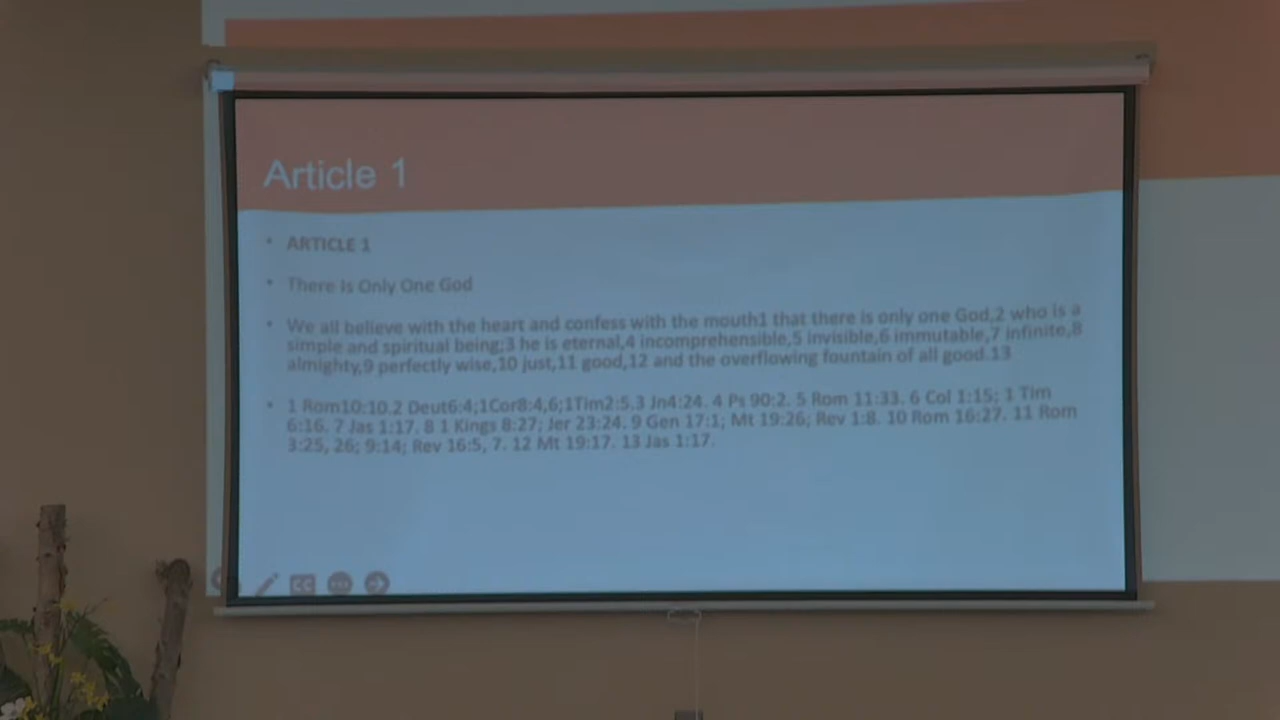 Article 1
• ARTICLE 1
• There Is Only One God
• We all believe with the heart and confess with the mouth1 that there is only one God,2 who is a
simple and spiritual being;3 he is eternal,4 incomprehensible,5 invisible,6 immutable,7 infinite,8
almighty,9 perfectly wise,10 just,11 good,12 and the overflowing fountain of all good.13
• 1 Rom10:10.2 Deut6:4;1Cor8:4,6;1Tim2:5.3 Jn4:24. 4 Ps 90:2. 5 Rom 11:33. 6 Col 1:15; 1 Tim
6:16. 7 Jas 1:17. 8 1 Kings 8:27; Jer 23:24. 9 Gen 17:1; Mt 19:26; Rev 1:8. 10 Rom 16:27. 11 Rom
3:25, 26; 9:14; Rev 16:5, 7. 12 Mt 19:17. 13 Jas 1:17.
CC